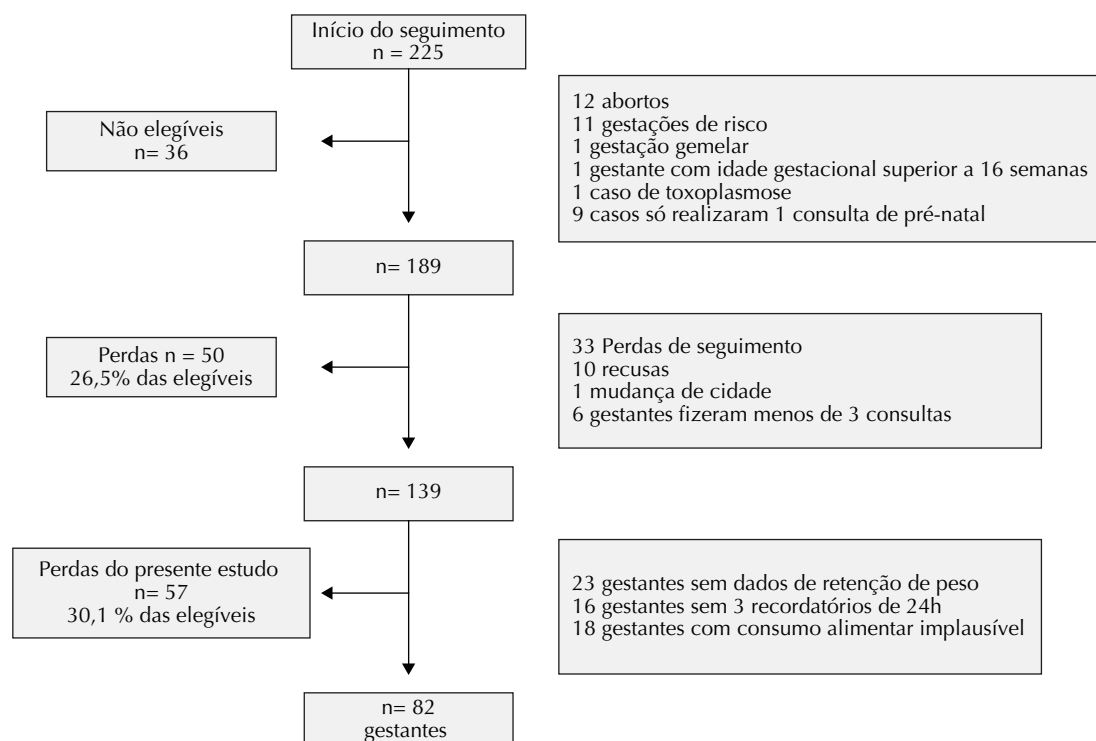 Início do seguimento
n = 225
Não elegíveis
n= 36
12 abortos
11 gestações de risco
1 gestação gemelar
1 gestante com idade gestacional superior a 16 semanas
1 caso de toxoplasmose
9 casos só realizaram 1 consulta de pré-natal
n= 189
Perdas n = 50
26,5% das elegíveis
33 Perdas de seguimento
10 recusas
1 mudança de cidade
6 gestantes fizeram menos de 3 consultas
n= 139
Perdas do presente estudo
n= 57
30,1 % das elegíveis
23 gestantes sem dados de retenção de peso
16 gestantes sem 3 recordatórios de 24h
18 gestantes com consumo alimentar implausível
n= 82
gestantes